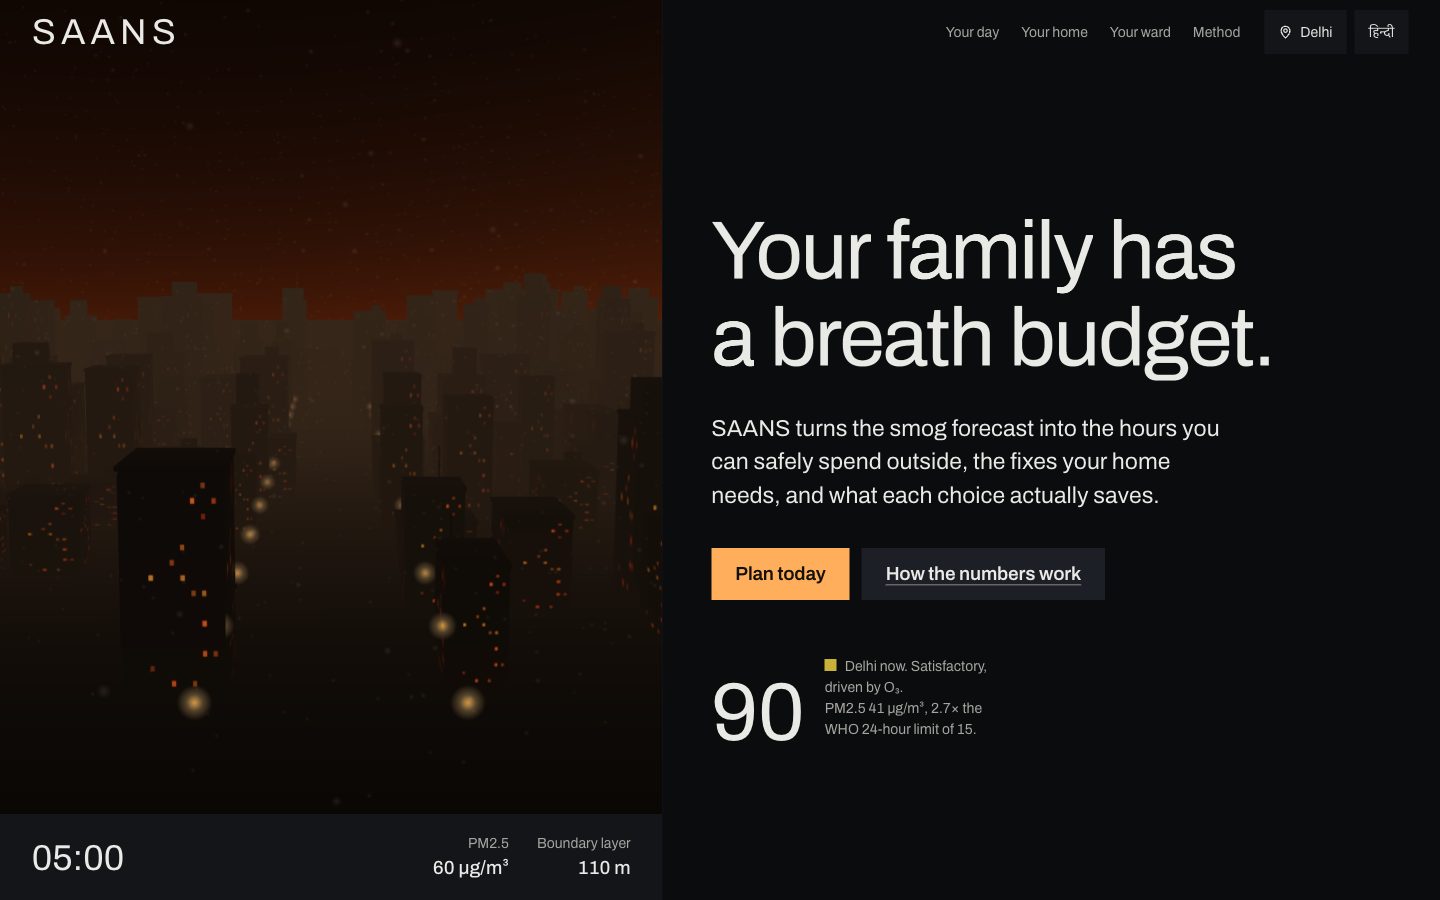 SAANS
Your day
Your home
Your ward
Method
Delhi
हिन्दी
Your family has
a breath budget.
SAANS turns the smog forecast into the hours you
can safely spend outside, the fixes your home
needs, and what each choice actually saves.
Plan today
How the numbers work
90
Delhi now. Satisfactory,
driven by O₃.
PM2.5 41 µg/m³, 2.7× the
WHO 24-hour limit of 15.
05:00
PM2.5
60 µg/m³
Boundary layer
110 m